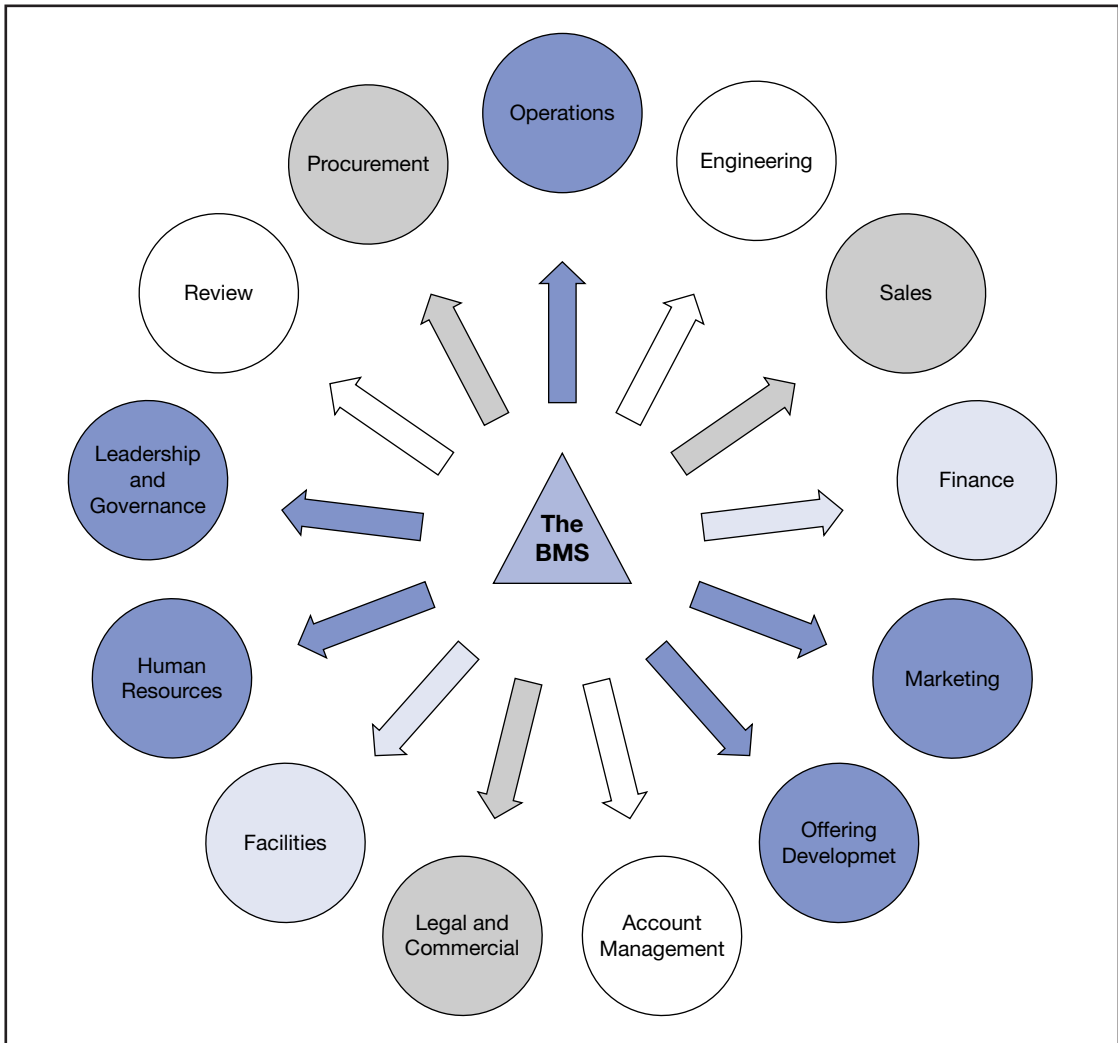 Operations
Engineering
Procurement
Sales
Review
Leadership
and
Governance
Finance
The
BMS
Human
Resources
Marketing
Facilities
Offering
Developmet
Legal and
Commercial
Account
Management